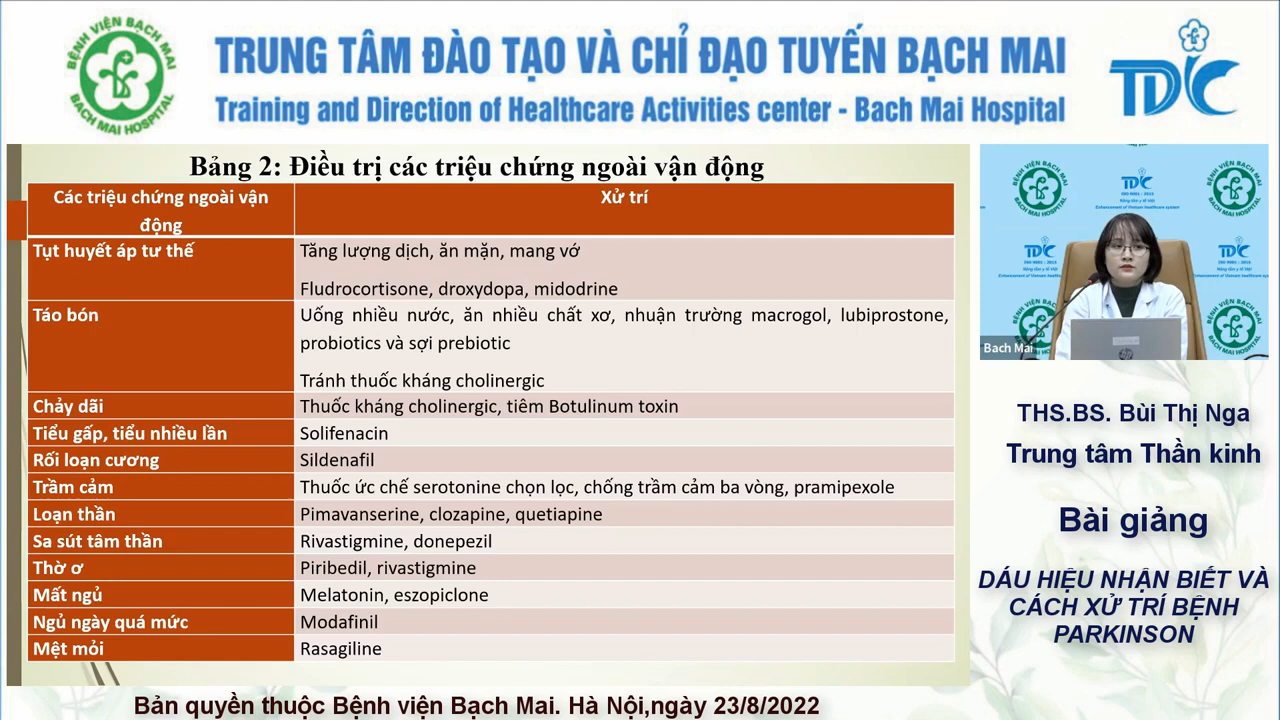 BỆNH VIỆN BẠCH MAI
BACH MAI HOSPITAL
TRUNG TÂM ĐÀO TẠO VÀ CHỈ ĐẠO TUYẾN BẠCH MAI
Training and Direction of Healthcare Activities center - Bach Mai Hospital
TDC
Bảng 2: Điều trị các triệu chứng ngoài vận động
Các triệu chứng ngoài vận động
Xử trí
Tụt huyết áp tư thế
Tăng lượng dịch, ăn mặn, mang vớ
Fludrocortisone, droxydopa, midodrine
Táo bón
Uống nhiều nước, ăn nhiều chất xơ, nhuận trường macrogol, lubiprostone,
probiotics và sợi prebiotic
Tránh thuốc kháng cholinergic
Chảy dãi
Thuốc kháng cholinergic, tiêm Botulinum toxin
Tiểu gấp, tiểu nhiều lần
Solifenacin
Rối loạn cương
Sildenafil
Trầm cảm
Thuốc ức chế serotonine chọn lọc, chống trầm cảm ba vòng, pramipexole
Loạn thần
Pimavanserine, clozapine, quetiapine
Sa sút tâm thần
Rivastigmine, donepezil
Thờ ơ
Piribedil, rivastigmine
Mất ngủ
Melatonin, eszopiclone
Ngủ ngày quá mức
Modafinil
Mệt mỏi
Rasagiline
Bach Mai
THS.BS. Bùi Thị Nga
Trung tâm Thần kinh
Bài giảng
DÁU HIỆU NHẬN BIẾT VÀ
CÁCH XỬ TRÍ BỆNH
PARKINSON
Bản quyền thuộc Bệnh viện Bạch Mai. Hà Nội,ngày 23/8/2022